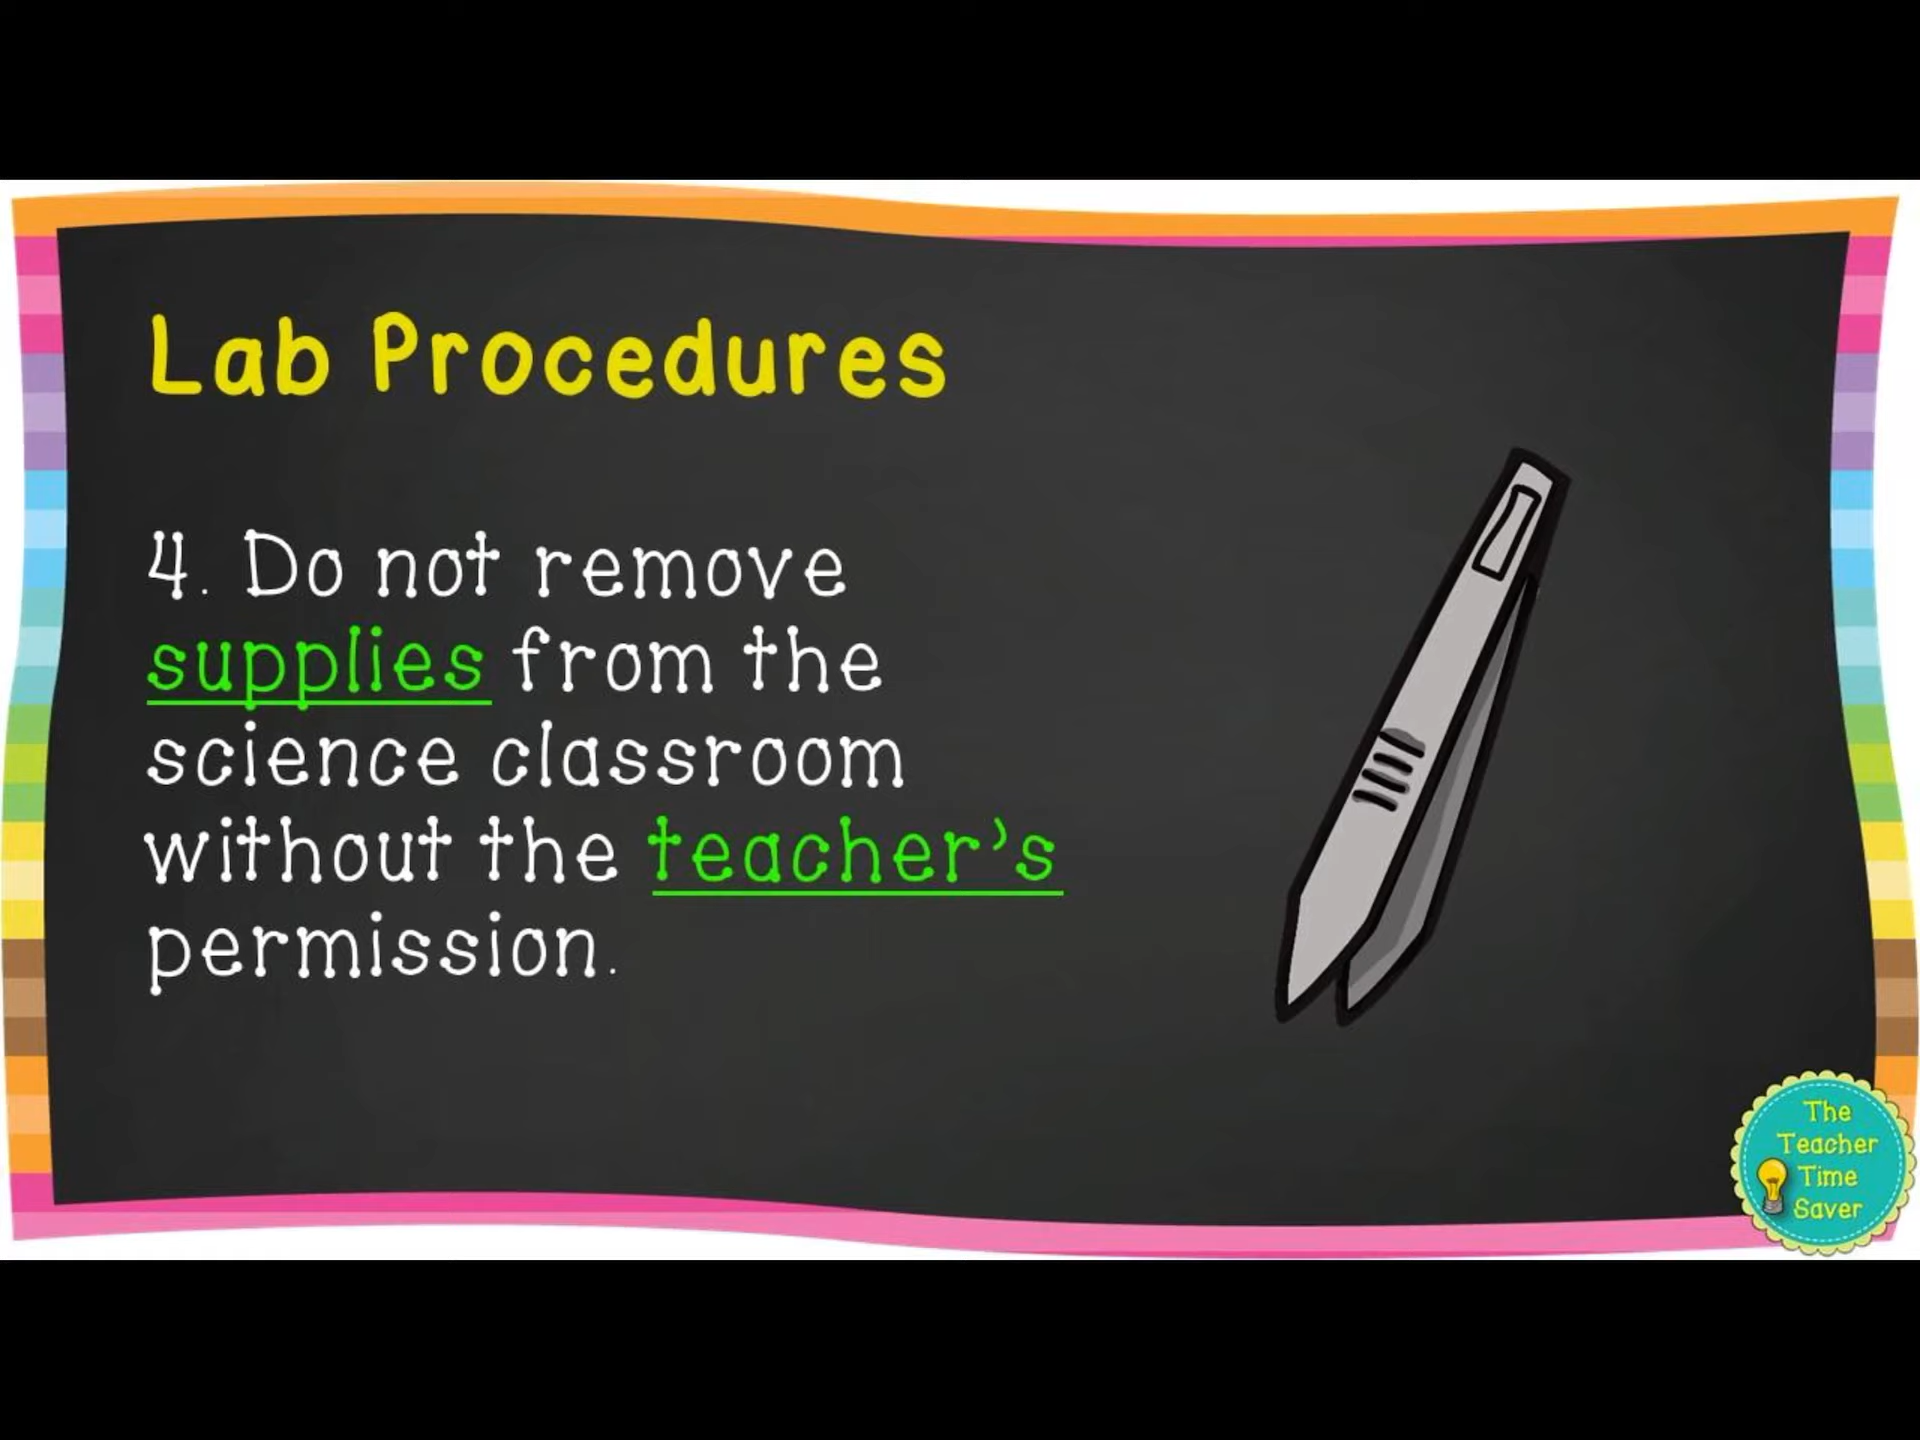 Lab Procedures
4. Do not remove
supplies from the
science classroom
without the teacher's
permission.
The
Teacher
Time
Saver